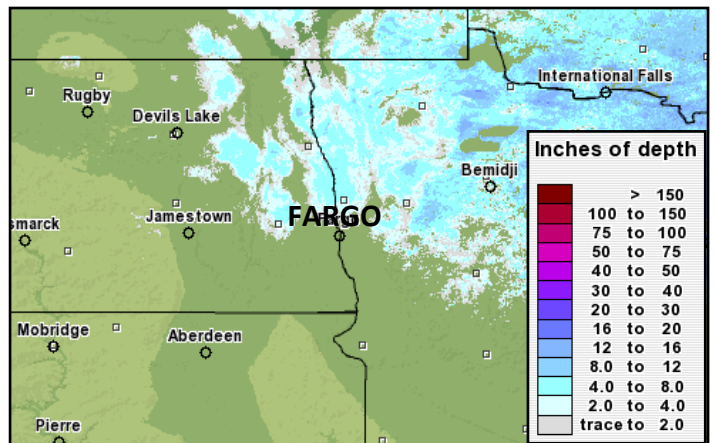 International Falls
Rugby
Devils Lake
Inches of depth
Bemidji
> 150
100 to 150
75 to 100
50 to 75
40 to 50
30 to 40
20 to 30
16 to 20
12 to 16
8.0 to 12
4.0 to 8.0
2.0 to 4.0
trace to 2.0
smarck
Jamestown
FARGO
Mobridge
Aberdeen
Pierre